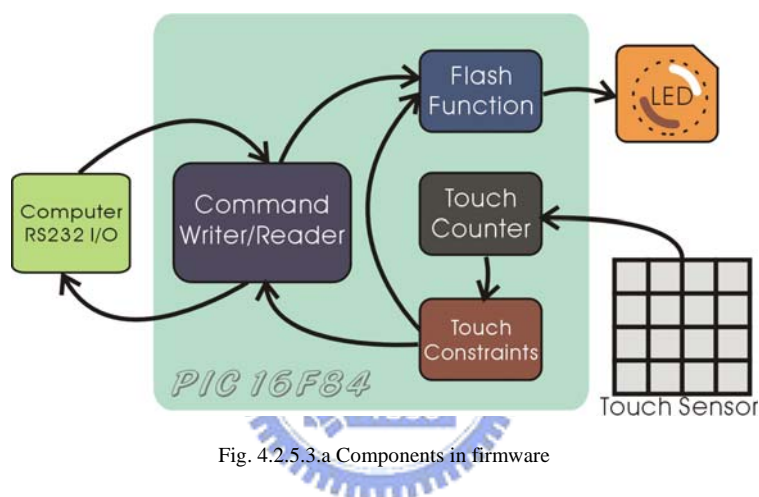 Flash
Function
LED
Computer
RS232 I/O
Command
Writer/Reader
Touch
Counter
Touch
Constraints
PIC 16F84
Touch Sensor
Fig. 4.2.5.3.a Components in firmware